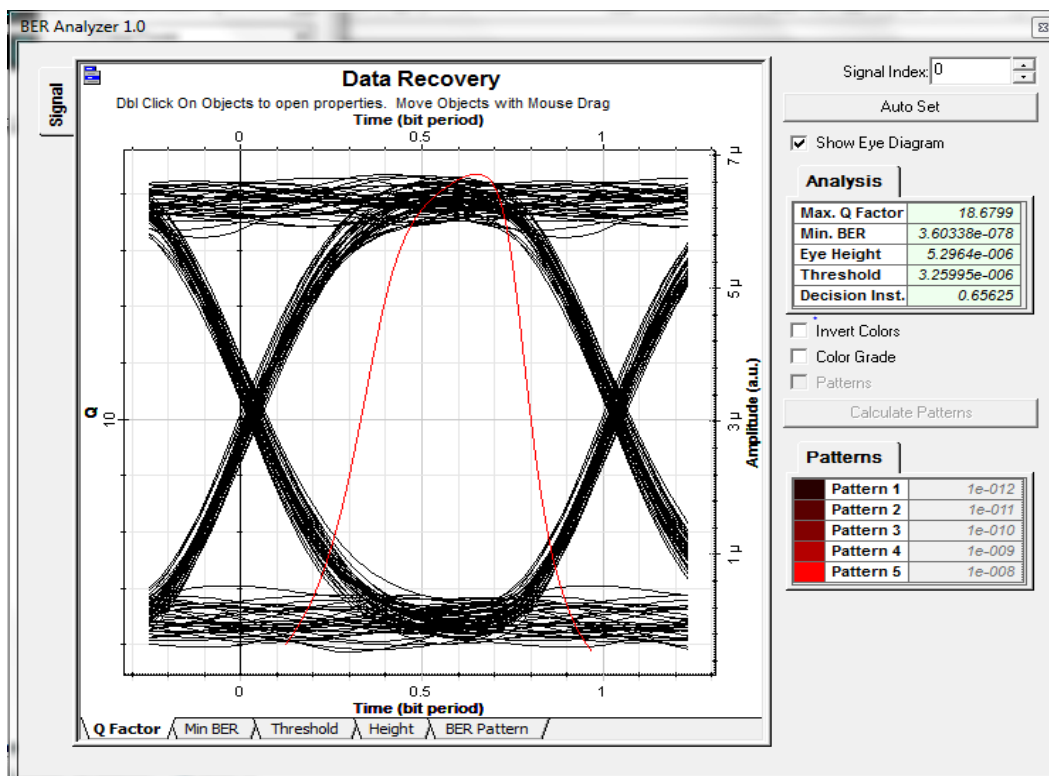 BER Analyzer 1.0
Signal
Data Recovery
Dbl Click On Objects to open properties. Move Objects with Mouse Drag
Time (bit period)
0 0.5 1
Q
10
7 µ
5 µ
3 µ
1 µ
Amplitude (a.u.)
0 0.5 1
Time (bit period)
Q Factor Min BER Threshold Height BER Pattern
Signal Index: 0
Auto Set
Show Eye Diagram
Analysis
Max. Q Factor 18.6799
Min. BER 3.60338e-078
Eye Height 5.2964e-006
Threshold 3.25995e-006
Decision Inst. 0.65625
Invert Colors
Color Grade
Patterns
Calculate Patterns
Patterns
Pattern 1 1e-012
Pattern 2 1e-011
Pattern 3 1e-010
Pattern 4 1e-009
Pattern 5 1e-008